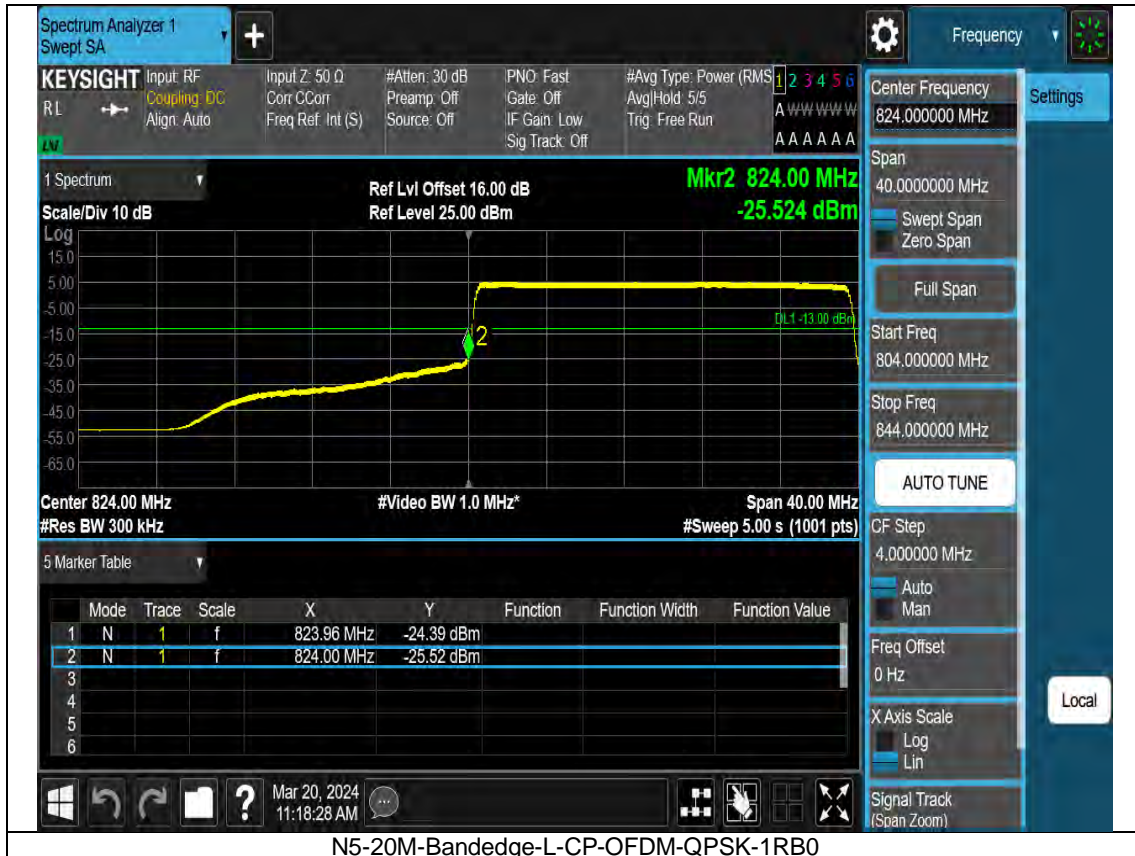 Spectrum Analyzer 1
Swept SA
+
Frequency
KEYSIGHT
RL
Input: RF
Coupling: DC
Align: Auto
Input Z: 50 Ω
Corr CCorr
Freq Ref: Int (S)
#Atten: 30 dB
Preamp: Off
Source: Off
PNO: Fast
Gate: Off
IF Gain: Low
Sig Track: Off
#Avg Type: Power (RMS
Avg|Hold: 5/5
Trig: Free Run
1 2 3 4 5 6
A W W W W W
A A A A A A
1 Spectrum
Ref Lvl Offset 16.00 dB
Mkr2 824.00 MHz
Scale/Div 10 dB
Ref Level 25.00 dBm
-25.524 dBm
Log
15.0
5.00
-5.00
-15.0
-25.0
-35.0
-45.0
-55.0
-65.0
DL1 -13.00 dBm
2
Center 824.00 MHz
#Video BW 1.0 MHz*
Span 40.00 MHz
#Res BW 300 kHz
#Sweep 5.00 s (1001 pts)
5 Marker Table
Mode Trace Scale X Y Function Function Width Function Value
1 N 1 f 823.96 MHz -24.39 dBm
2 N 1 f 824.00 MHz -25.52 dBm
3
4
5
6
Center Frequency
824.000000 MHz
Span
40.0000000 MHz
Swept Span
Zero Span
Full Span
Start Freq
804.000000 MHz
Stop Freq
844.000000 MHz
AUTO TUNE
CF Step
4.000000 MHz
Auto
Man
Freq Offset
0 Hz
X Axis Scale
Log
Lin
Signal Track
(Span Zoom)
Settings
Local
?
Mar 20, 2024
11:18:28 AM
N5-20M-Bandedge-L-CP-OFDM-QPSK-1RB0